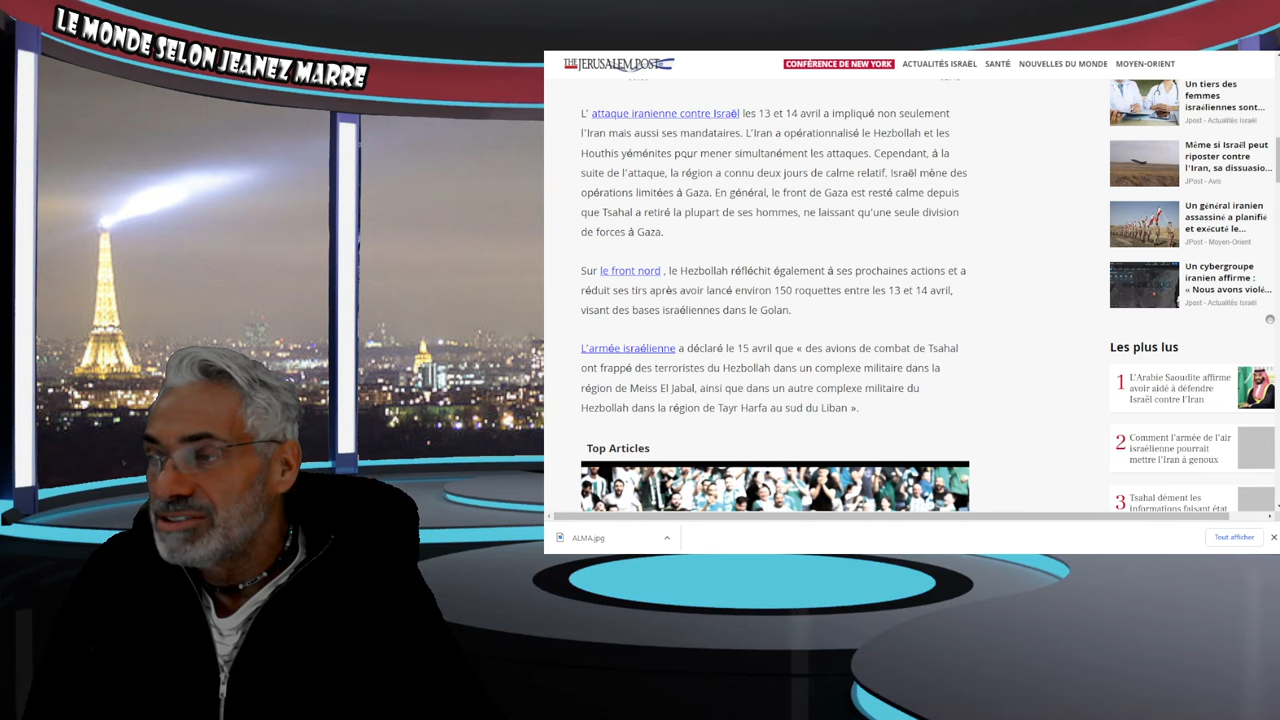 LE MONDE SELON JEANEZ MARRE
THE JERUSALEM POST
CONFÉRENCE DE NEW YORK ACTUALITÉS ISRAËL SANTÉ NOUVELLES DU MONDE MOYEN-ORIENT
L' attaque iranienne contre Israël les 13 et 14 avril a impliqué non seulement
l'Iran mais aussi ses mandataires. L'Iran a opérationnalisé le Hezbollah et les
Houthis yéménites pour mener simultanément les attaques. Cependant, à la
suite de l'attaque, la région a connu deux jours de calme relatif. Israël mène des
opérations limitées à Gaza. En général, le front de Gaza est resté calme depuis
que Tsahal a retiré la plupart de ses hommes, ne laissant qu'une seule division
de forces à Gaza.
Sur le front nord , le Hezbollah réfléchit également à ses prochaines actions et a
réduit ses tirs après avoir lancé environ 150 roquettes entre les 13 et 14 avril,
visant des bases israéliennes dans le Golan.
L'armée israélienne a déclaré le 15 avril que « des avions de combat de Tsahal
ont frappé des terroristes du Hezbollah dans un complexe militaire dans la
région de Meiss El Jabal, ainsi que dans un autre complexe militaire du
Hezbollah dans la région de Tayr Harfa au sud du Liban ».
Top Articles
Un tiers des
femmes
israéliennes sont...
Jpost - Actualités Israël
Même si Israël peut
riposter contre
l'Iran, sa dissuasio...
JPost - Avis
Un général iranien
assassiné a planifié
et exécuté le...
JPost - Moyen-Orient
Un cybergroupe
iranien affirme :
« Nous avons violé...
Jpost - Actualités Israël
Les plus lus
1 L'Arabie Saoudite affirme
avoir aidé à défendre
Israël contre l'Iran
2 Comment l'armée de l'air
israélienne pourrait
mettre l'Iran à genoux
3 Tsahal dément les
informations faisant état
ALMA.jpg
Tout afficher